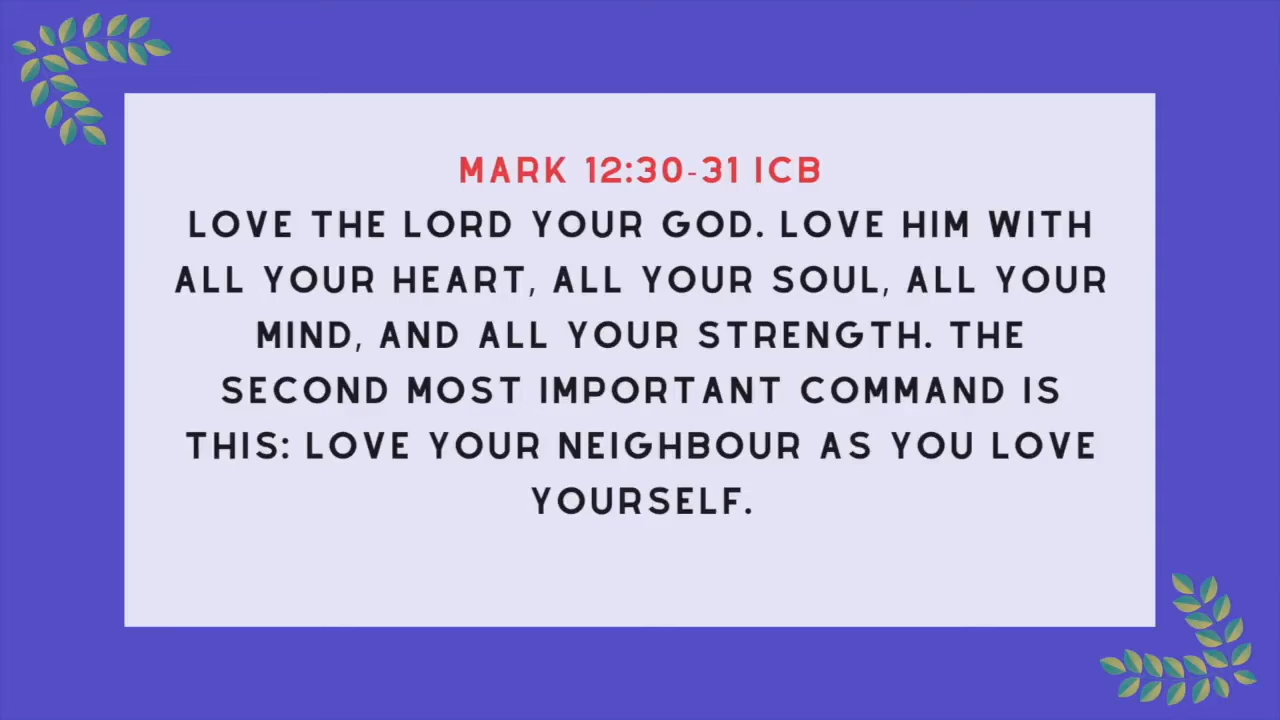 MARK 12:30-31 ICB
LOVE THE LORD YOUR GOD. LOVE HIM WITH
ALL YOUR HEART, ALL YOUR SOUL, ALL YOUR
MIND, AND ALL YOUR STRENGTH. THE
SECOND MOST IMPORTANT COMMAND IS
THIS: LOVE YOUR NEIGHBOUR AS YOU LOVE
YOURSELF.